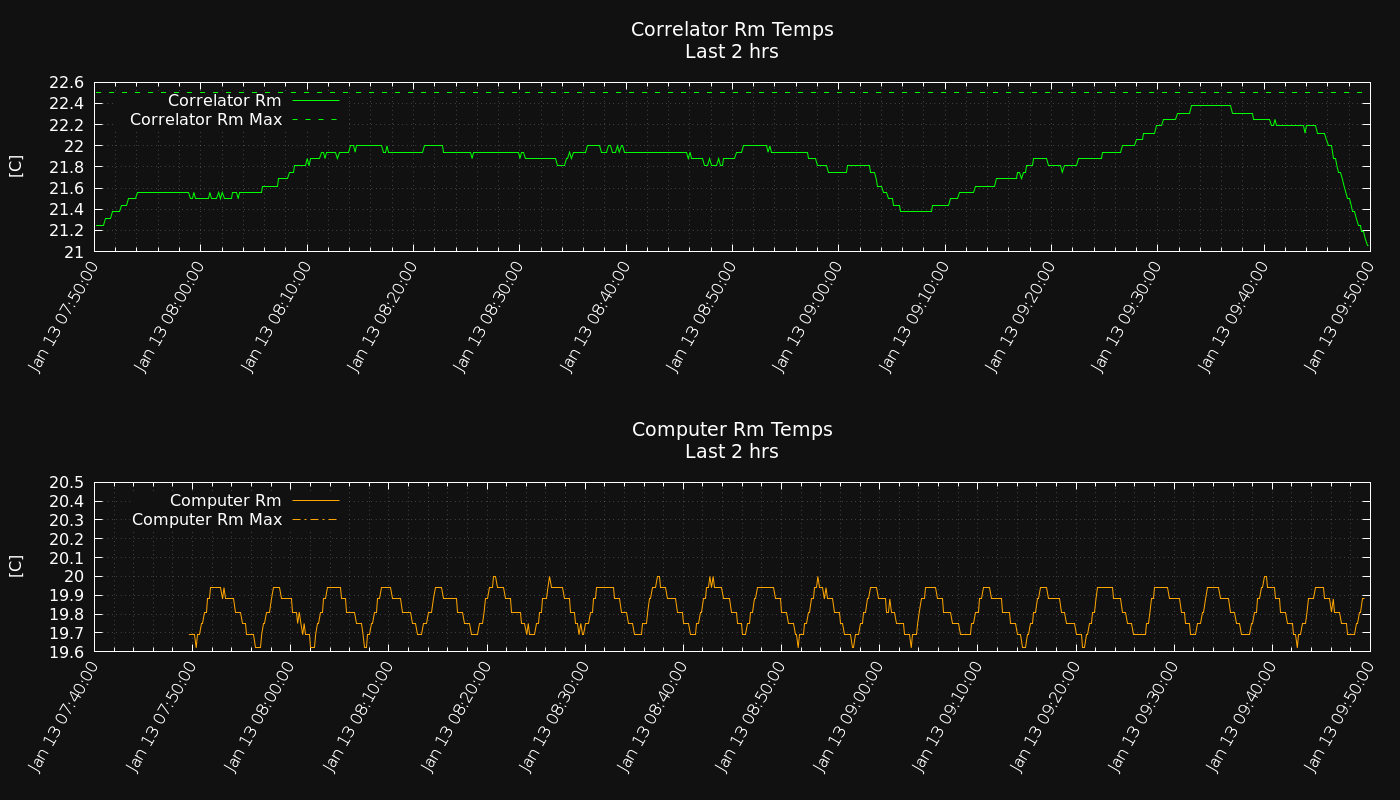 Correlator Rm Temps
Last 2 hrs
22.6
22.4
22.2
22
21.8
21.6
21.4
21.2
21
[C]
Correlator Rm
Correlator Rm Max
Jan 13 07:50:00
Jan 13 08:00:00
Jan 13 08:10:00
Jan 13 08:20:00
Jan 13 08:30:00
Jan 13 08:40:00
Jan 13 08:50:00
Jan 13 09:00:00
Jan 13 09:10:00
Jan 13 09:20:00
Jan 13 09:30:00
Jan 13 09:40:00
Jan 13 09:50:00
Computer Rm Temps
Last 2 hrs
20.5
20.4
20.3
20.2
20.1
20
19.9
19.8
19.7
19.6
[C]
Computer Rm
Computer Rm Max
Jan 13 07:40:00
Jan 13 07:50:00
Jan 13 08:00:00
Jan 13 08:10:00
Jan 13 08:20:00
Jan 13 08:30:00
Jan 13 08:40:00
Jan 13 08:50:00
Jan 13 09:00:00
Jan 13 09:10:00
Jan 13 09:20:00
Jan 13 09:30:00
Jan 13 09:40:00
Jan 13 09:50:00